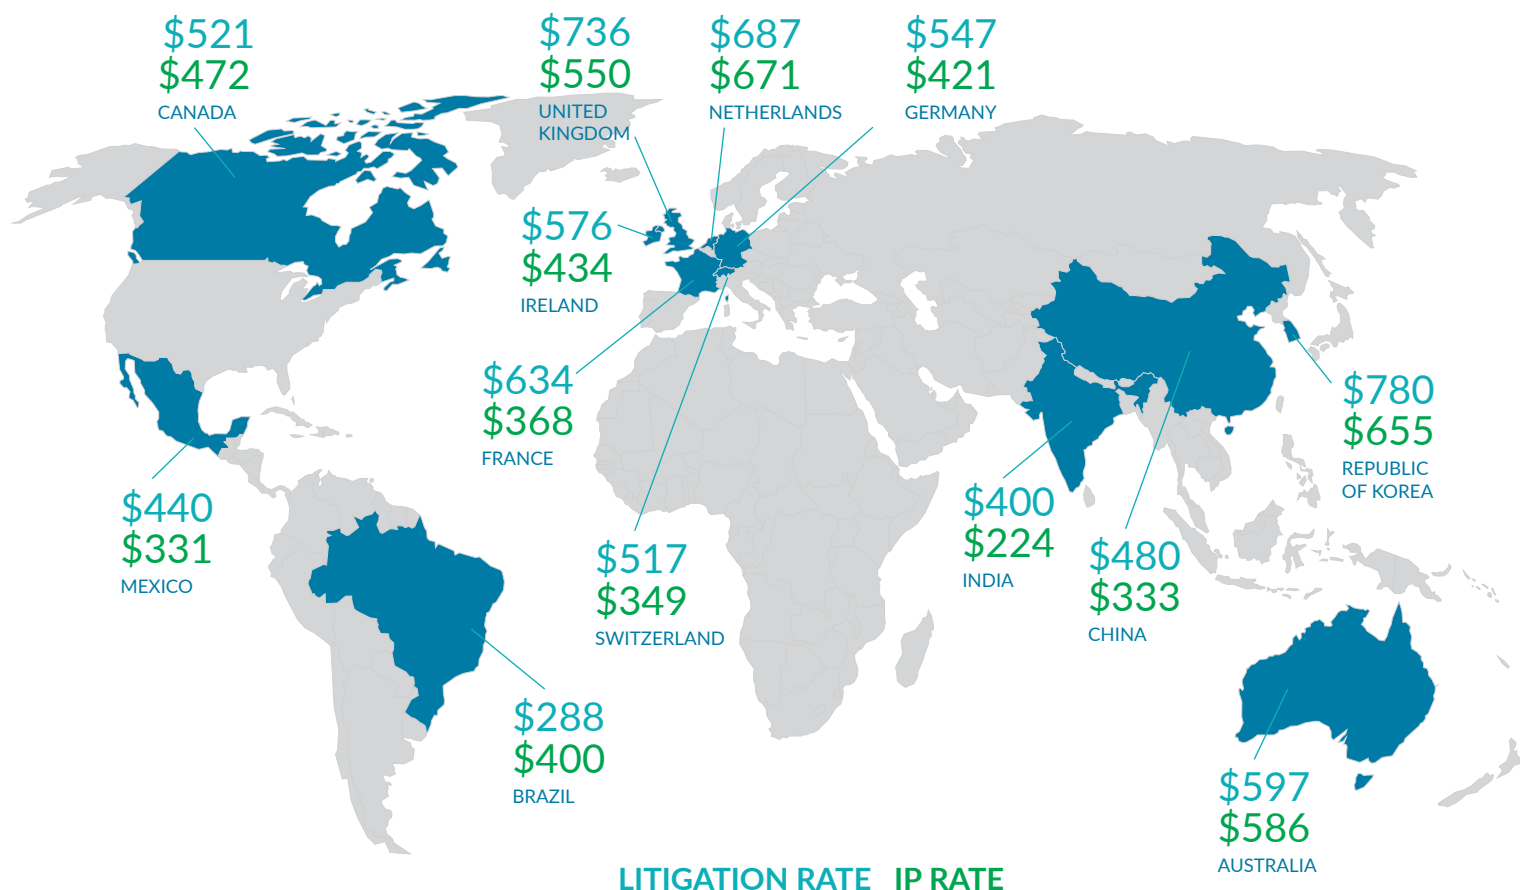 $521
$472
CANADA
$736
$550
UNITED
KINGDOM
$687
$671
NETHERLANDS
$547
$421
GERMANY
$576
$434
IRELAND
$634
$368
FRANCE
$780
$655
REPUBLIC
OF KOREA
$440
$331
MEXICO
$517
$349
SWITZERLAND
$400
$224
INDIA
$480
$333
CHINA
$288
$400
BRAZIL
$597
$586
AUSTRALIA
LITIGATION RATE IP RATE